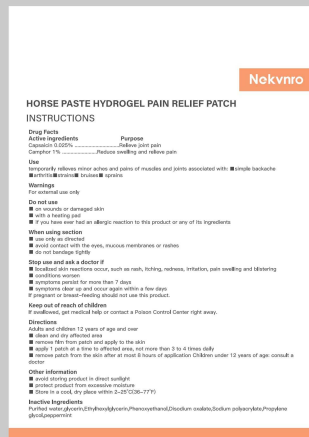 Nekvnro
HORSE PASTE HYDROGEL PAIN RELIEF PATCH
INSTRUCTIONS
Drug Facts
Active ingredients Purpose
Capsaicin 0.025% ........................Relieve joint pain
Camphor 1% ...................Reduce swelling and relieve pain
Use
temporarily relieves minor aches and pains of muscles and joints associated with: ■simple backache
■arthritis■strains■ bruises■ sprains
Warnings
For external use only
Do not use
■ on wounds or damaged skin
■ with a heating pad
■ if you have ever had an allergic reaction to this product or any of its ingredients
When using section
■ use only as directed
■ avoid contact with the eyes, mucous membranes or rashes
■ do not bandage tightly
Stop use and ask a doctor if
■ localized skin reactions occur, such as rash, itching, redness, irritation, pain swelling and blistering
■ conditions worsen
■ symptoms persist for more than 7 days
■ symptoms clear up and occur again within a few days
If pregnant or breast-feeding should not use this product.
Keep out of reach of children
If swallowed, get medical help or contact a Poison Control Center right away.
Directions
Adults and children 12 years of age and over
■ clean and dry affected area
■ remove film from patch and apply to the skin
■ apply 1 patch at a time to affected area, not more than 3 to 4 times daily
■ remove patch from the skin after at most 8 hours of application Children under 12 years of age: consult a
doctor
Other information
■ avoid storing product in direct sunlight
■ protect product from excessive moisture
■ Store in a cool, dry place within 2-25℃(36-77℉)
Inactive Ingredients
Purified water,glycerin,Ethylhexylglycerin,Phenoxyethanol,Disodium oxalate,Sodium polyacrylate,Propylene
glycol,peppermint